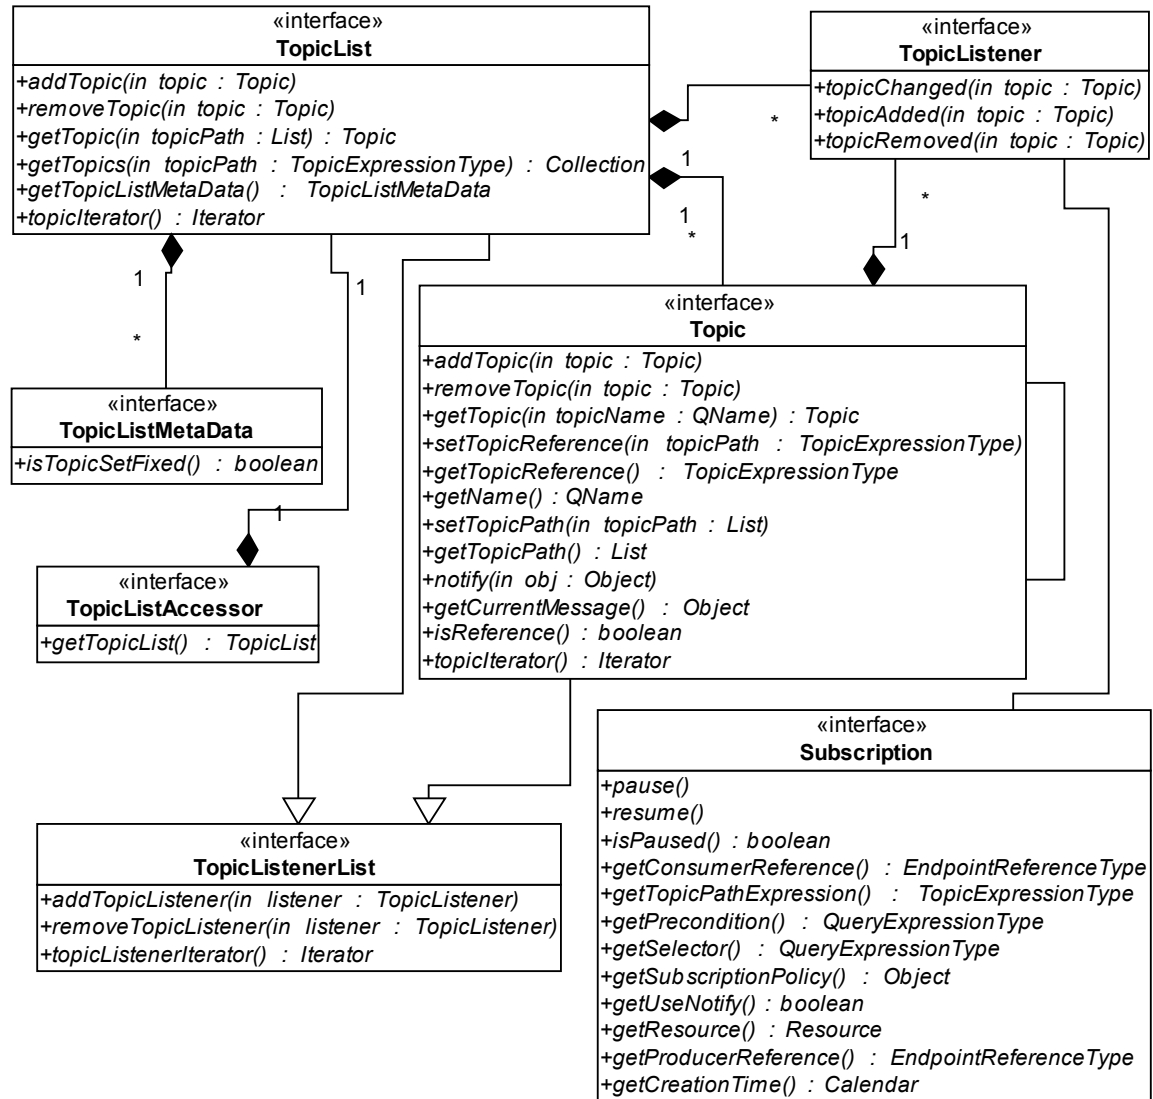 «interface»
TopicList
+addTopic(in topic : Topic)
+removeTopic(in topic : Topic)
+getTopic(in topicPath : List) : Topic
+getTopics(in topicPath : TopicExpressionType) : Collection
+getTopicListMetaData() : TopicListMetaData
+topicIterator() : Iterator
«interface»
TopicListener
+topicChanged(in topic : Topic)
+topicAdded(in topic : Topic)
+topicRemoved(in topic : Topic)
*
1
1
*
*
1
1
*
1
1
«interface»
Topic
+addTopic(in topic : Topic)
+removeTopic(in topic : Topic)
+getTopic(in topicName : QName) : Topic
+setTopicReference(in topicPath : TopicExpressionType)
+getTopicReference() : TopicExpressionType
+getName() : QName
+setTopicPath(in topicPath : List)
+getTopicPath() : List
+notify(in obj : Object)
+getCurrentMessage() : Object
+isReference() : boolean
+topicIterator() : Iterator
«interface»
TopicListMetaData
+isTopicSetFixed() : boolean
«interface»
TopicListAccessor
+getTopicList() : TopicList
«interface»
TopicListenerList
+addTopicListener(in listener : TopicListener)
+removeTopicListener(in listener : TopicListener)
+topicListenerIterator() : Iterator
«interface»
Subscription
+pause()
+resume()
+isPaused() : boolean
+getConsumerReference() : EndpointReferenceType
+getTopicPathExpression() : TopicExpressionType
+getPrecondition() : QueryExpressionType
+getSelector() : QueryExpressionType
+getSubscriptionPolicy() : Object
+getUseNotify() : boolean
+getResource() : Resource
+getProducerReference() : EndpointReferenceType
+getCreationTime() : Calendar